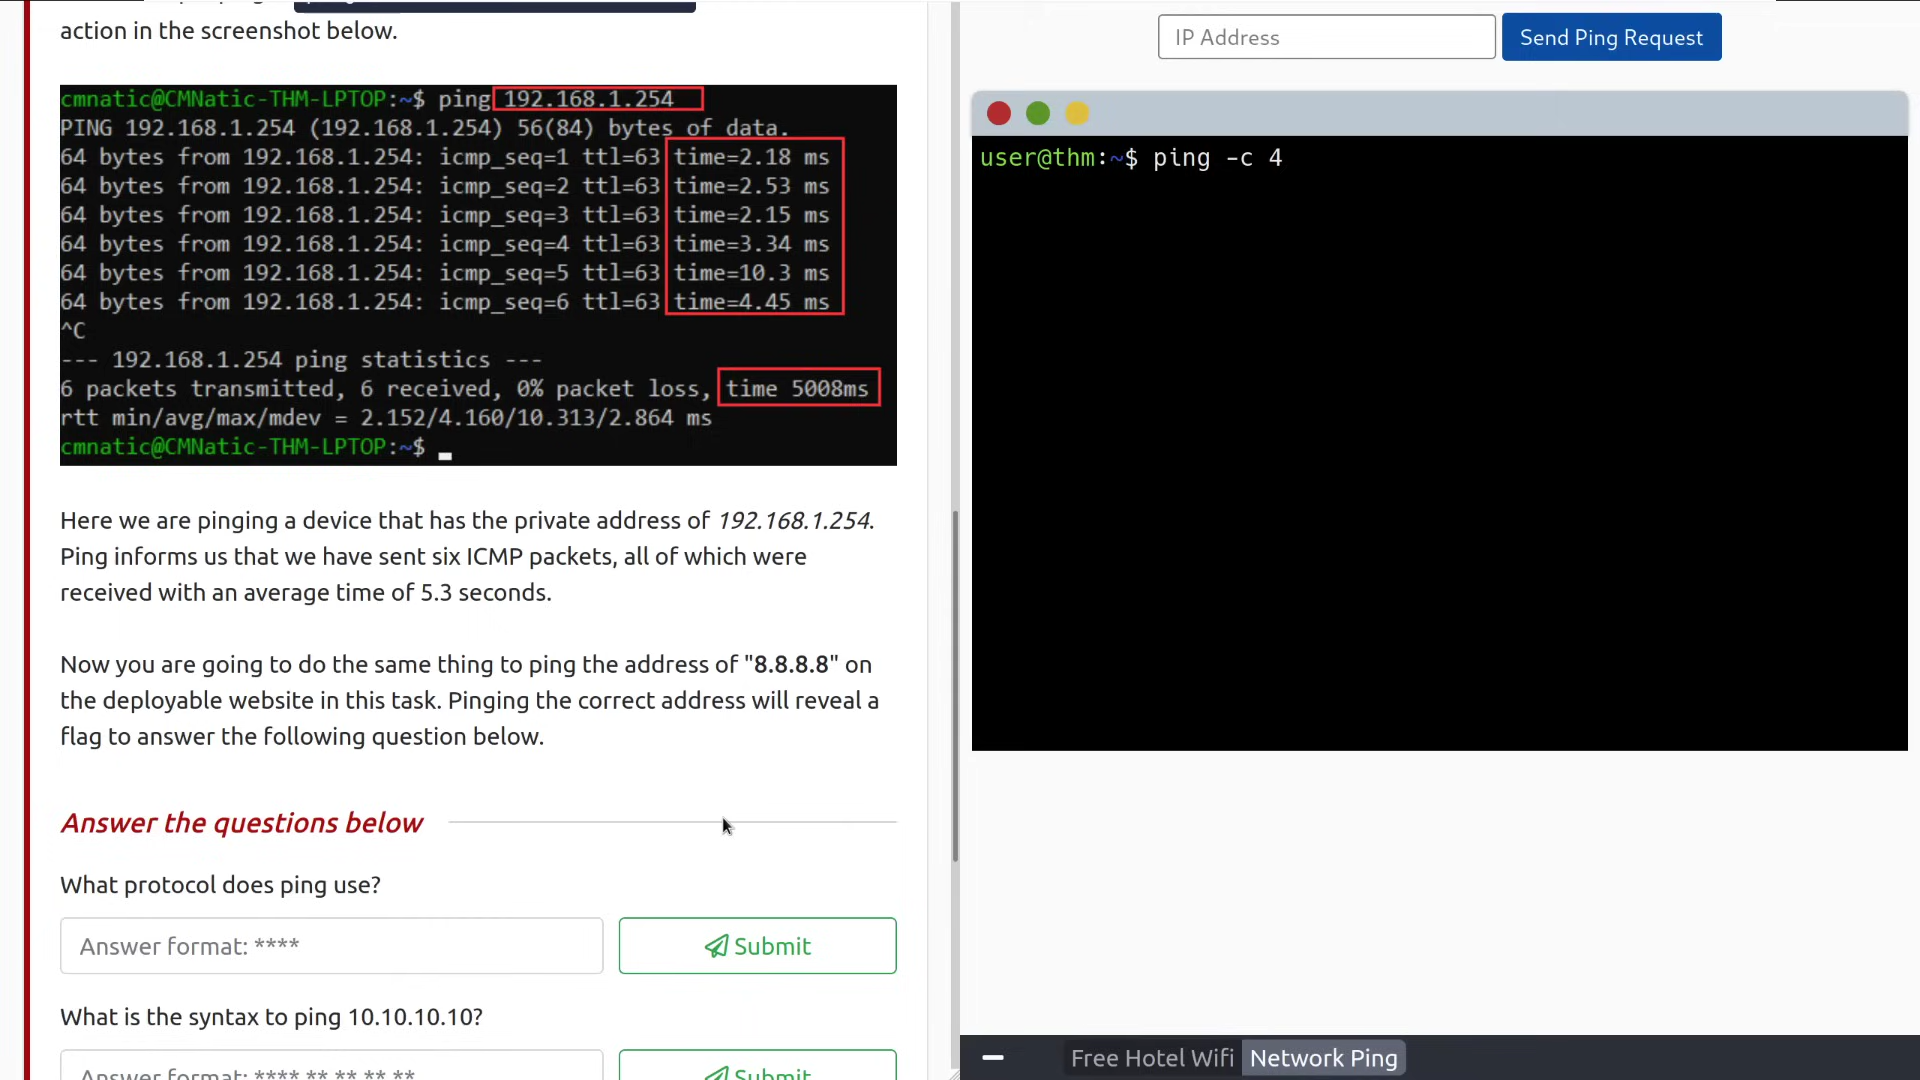 action in the screenshot below.
cmnatic@CMNatic-THM-LPTOP:~$ ping 192.168.1.254
PING 192.168.1.254 (192.168.1.254) 56(84) bytes of data.
64 bytes from 192.168.1.254: icmp_seq=1 ttl=63 time=2.18 ms
64 bytes from 192.168.1.254: icmp_seq=2 ttl=63 time=2.53 ms
64 bytes from 192.168.1.254: icmp_seq=3 ttl=63 time=2.15 ms
64 bytes from 192.168.1.254: icmp_seq=4 ttl=63 time=3.34 ms
64 bytes from 192.168.1.254: icmp_seq=5 ttl=63 time=10.3 ms
64 bytes from 192.168.1.254: icmp_seq=6 ttl=63 time=4.45 ms
^C
--- 192.168.1.254 ping statistics ---
6 packets transmitted, 6 received, 0% packet loss, time 5008ms
rtt min/avg/max/mdev = 2.152/4.160/10.313/2.864 ms
cmnatic@CMNatic-THM-LPTOP:~$
Here we are pinging a device that has the private address of 192.168.1.254.
Ping informs us that we have sent six ICMP packets, all of which were
received with an average time of 5.3 seconds.
Now you are going to do the same thing to ping the address of "8.8.8.8" on
the deployable website in this task. Pinging the correct address will reveal a
flag to answer the following question below.
Answer the questions below
What protocol does ping use?
Answer format: ****
Submit
What is the syntax to ping 10.10.10.10?
Answer format: **** ** ** ** **
Submit
IP Address
Send Ping Request
user@thm:~$ ping -c 4
Free Hotel Wifi
Network Ping